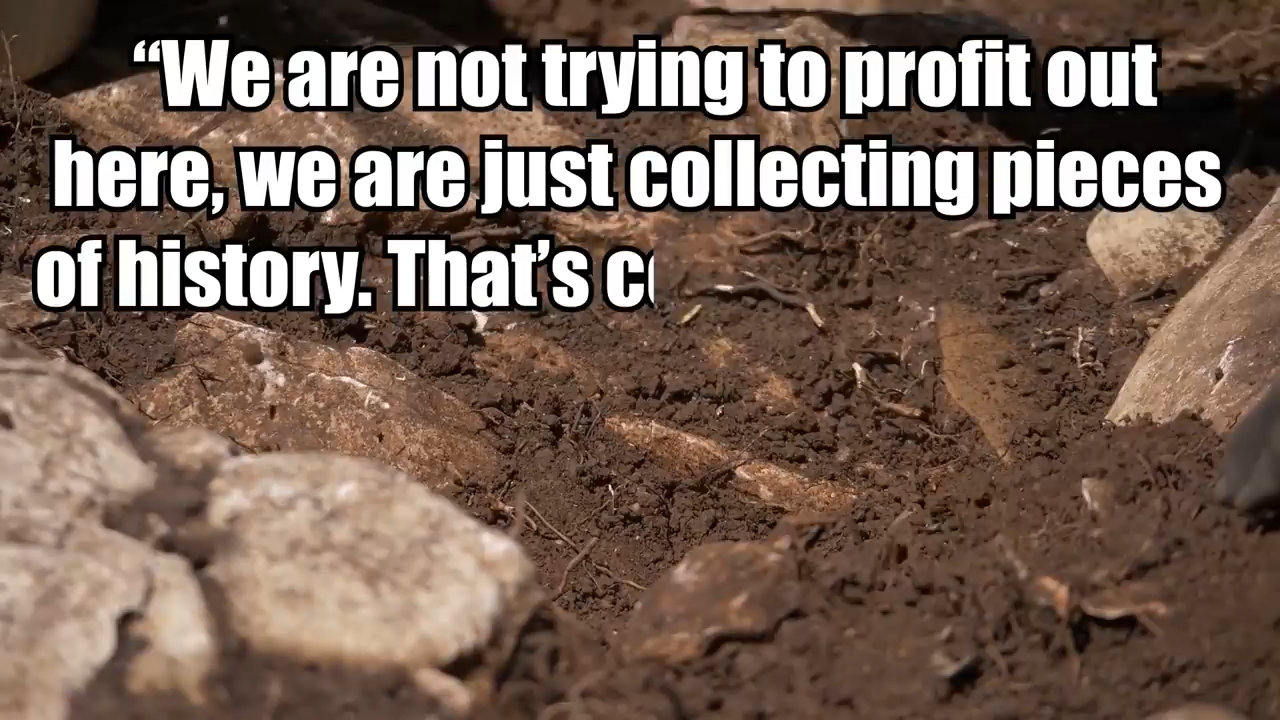 “We are not trying to profit out
here, we are just collecting pieces
of history. That’s